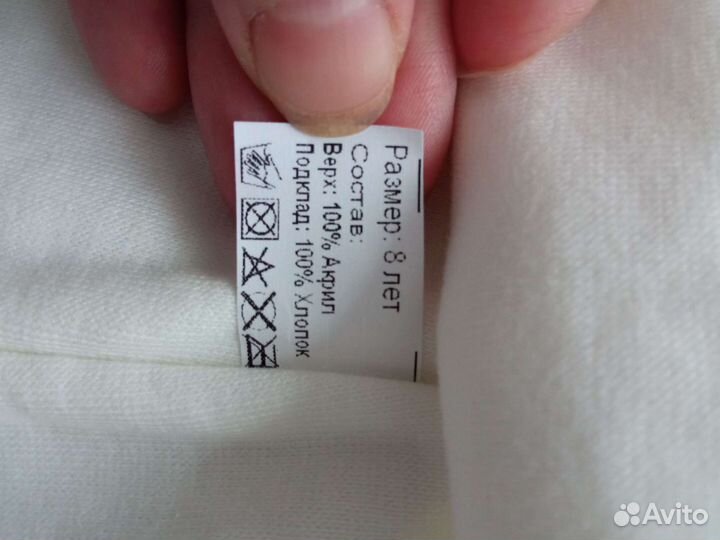 Размер: 8 лет
Состав:
Верх: 100% Акрил
Подклад: 100% Хлопок
Avito